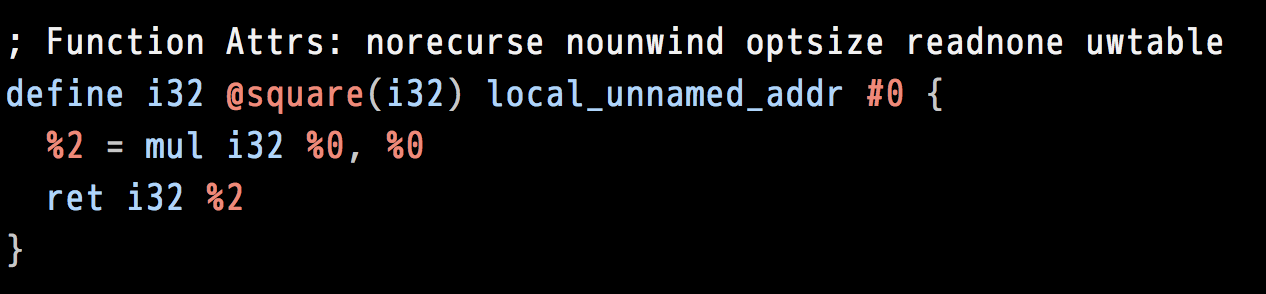 ; Function Attrs: norecurse nounwind optsize readnone uwtable
define i32 @square(i32) local_unnamed_addr #0 {
  %2 = mul i32 %0, %0
  ret i32 %2
}